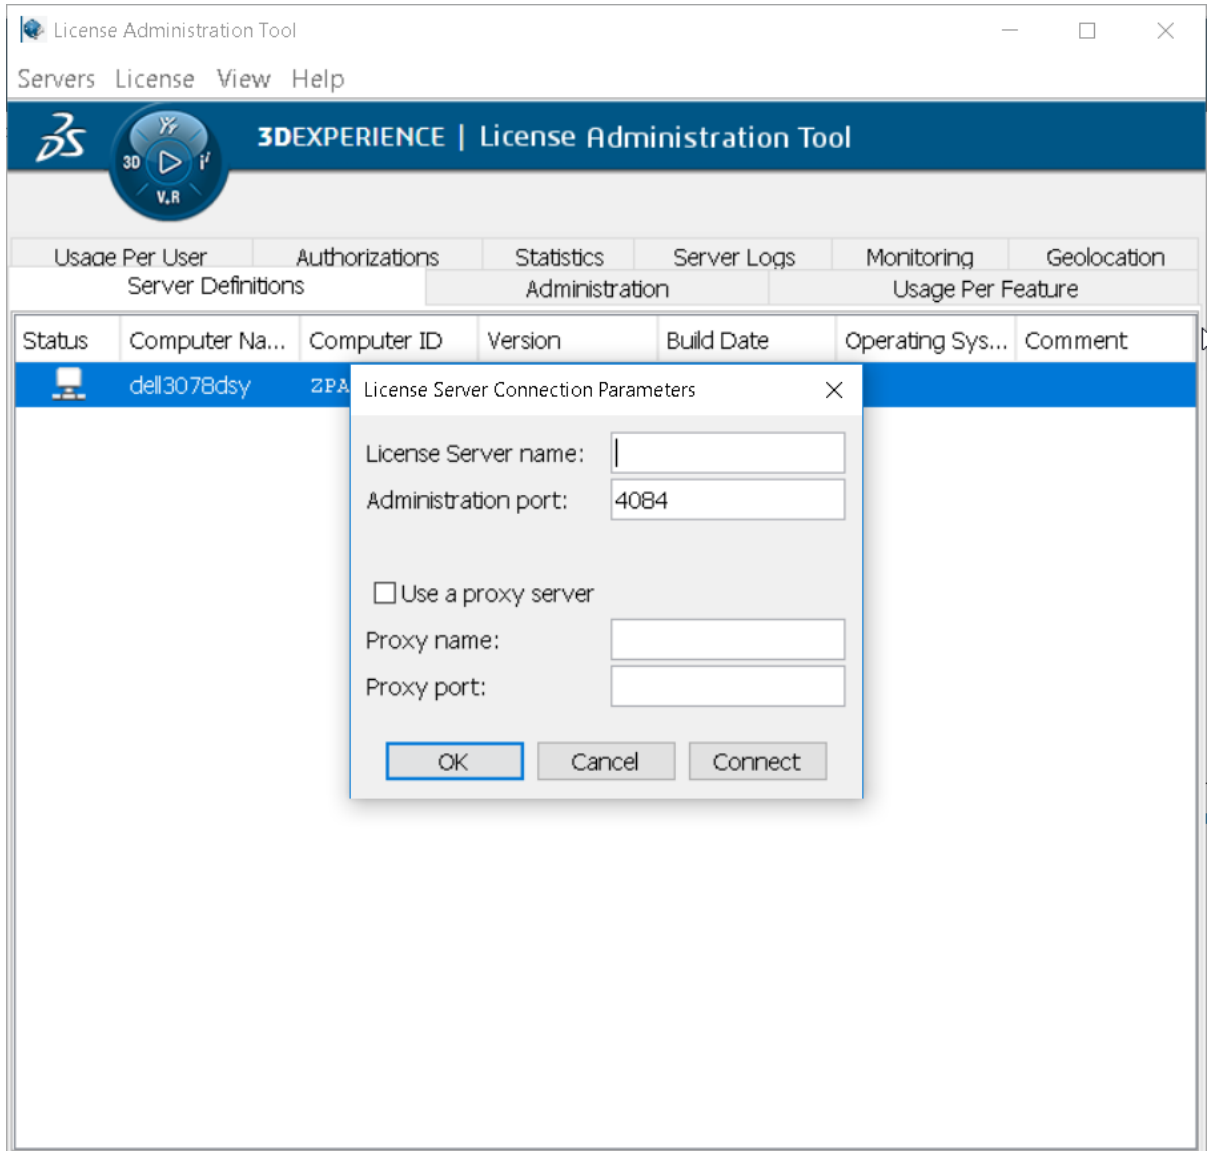 License Administration Tool
Servers License View Help
3DS 3D V.R i² 3DEXPERIENCE | License Administration Tool
Usage Per User Authorizations Statistics Server Logs Monitoring Geolocation
Server Definitions Administration Usage Per Feature
Status Computer Na... Computer ID Version Build Date Operating Sys... Comment
dell3078dsy ZPA
License Server Connection Parameters
License Server name:
Administration port: 4084
Use a proxy server
Proxy name:
Proxy port:
OK Cancel Connect